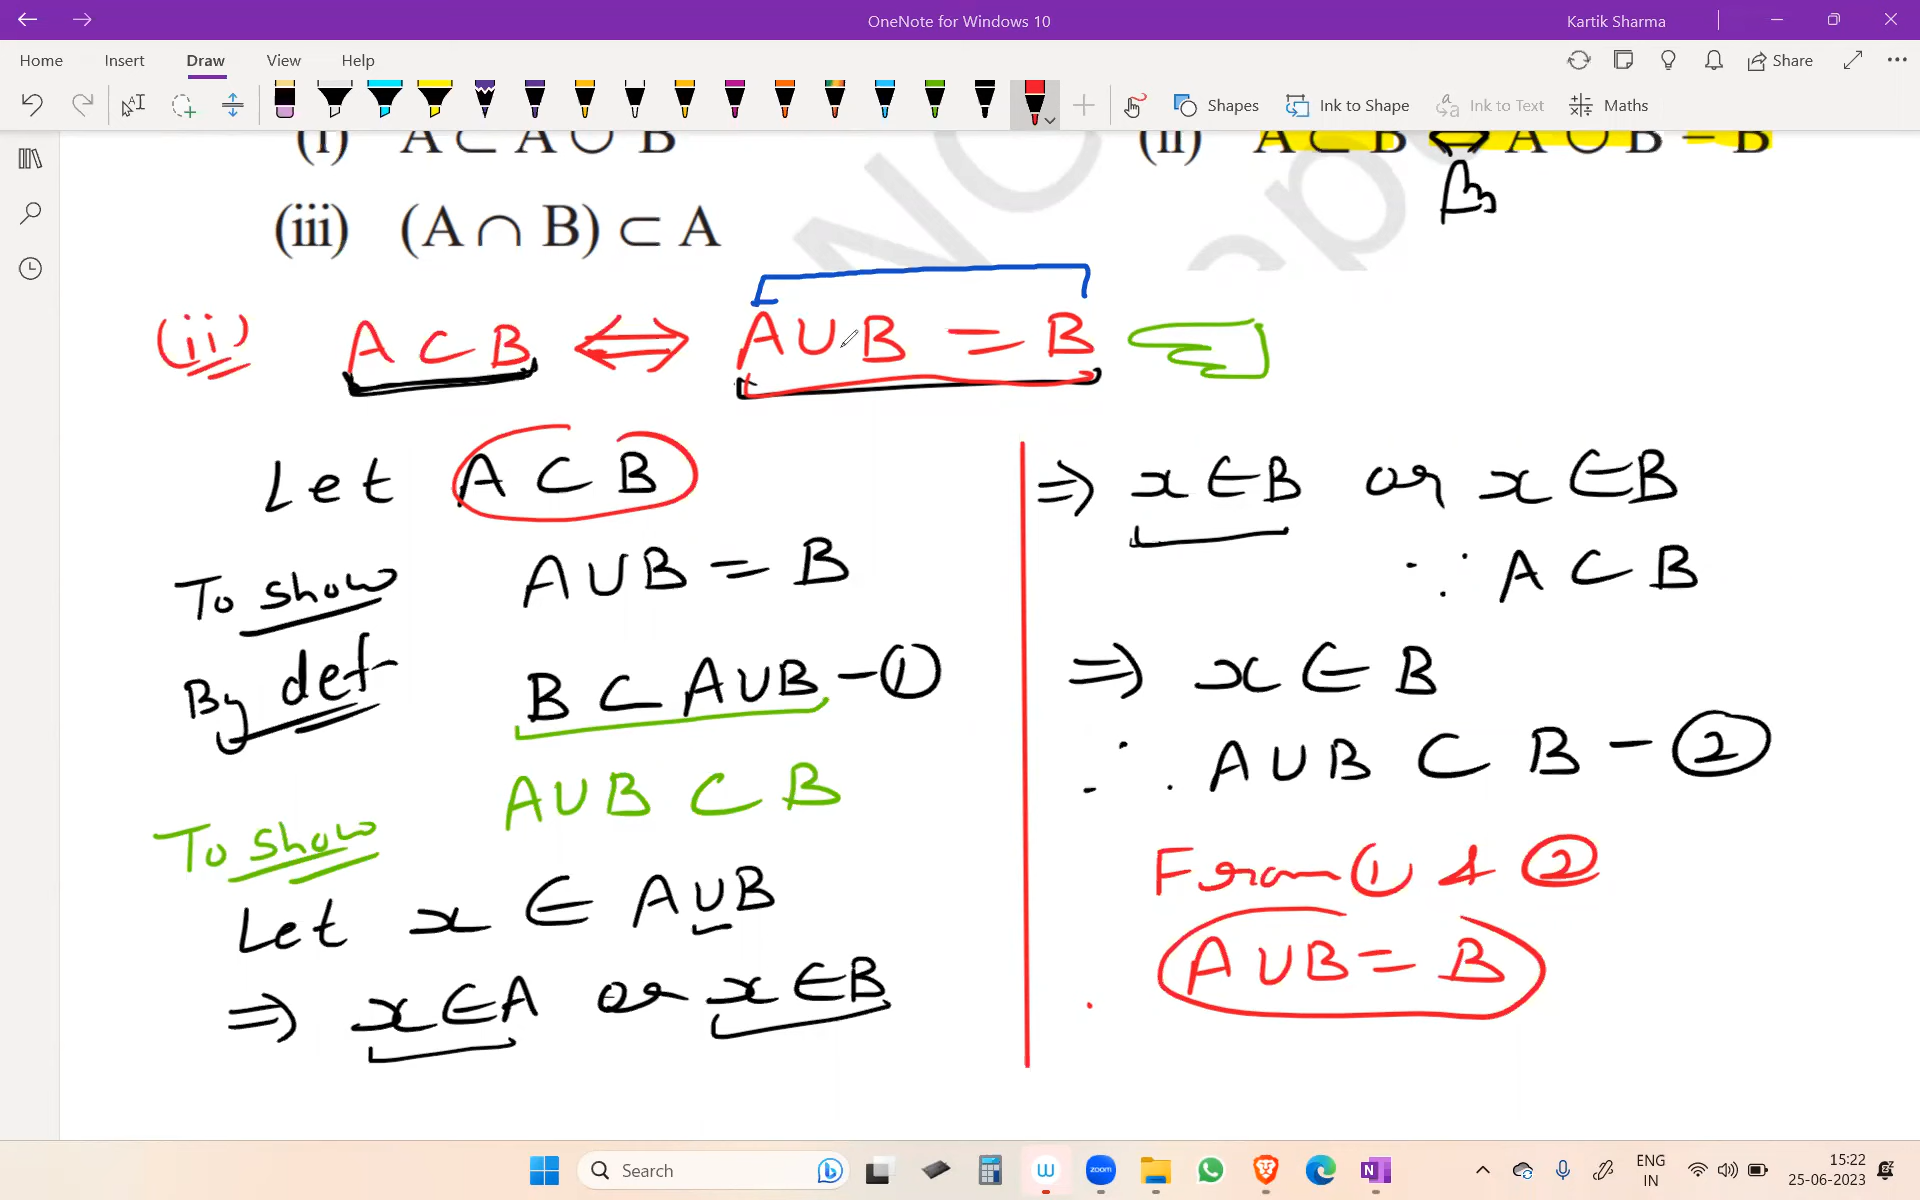 OneNote for Windows 10
Kartik Sharma
Home Insert Draw View Help
Share
Shapes Ink to Shape Ink to Text Maths
(i) A ⊂ A ∪ B (ii) A ⊂ B ⇔ A ∪ B = B
(iii) (A ∩ B) ⊂ A
(ii) A ⊂ B ⇔ A ∪ B = B
Let A ⊂ B
To show A ∪ B = B
By def B ⊂ A ∪ B - ①
To show A ∪ B ⊂ B
Let x ∈ A ∪ B
⇒ x ∈ A or x ∈ B
⇒ x ∈ B or x ∈ B
∵ A ⊂ B
⇒ x ∈ B
∴ A ∪ B ⊂ B - ②
From ① & ②
A ∪ B = B
Search
zoom
ENG
IN
15:22
25-06-2023